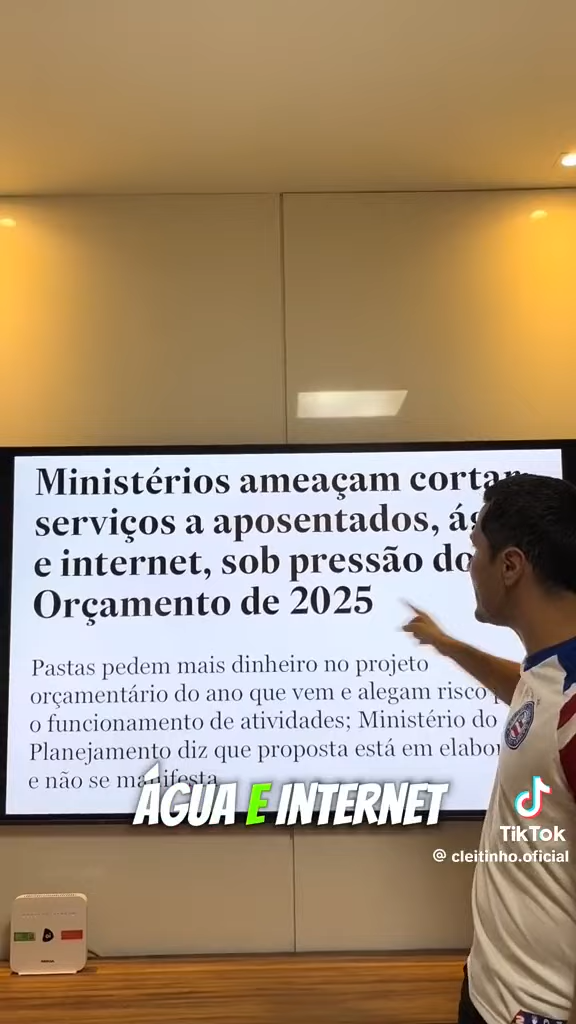 Ministérios ameaçam cortar
serviços a aposentados,
e internet, sob pressão do
Orçamento de 2025
Pastas pedem mais dinheiro no projeto
orçamentário do ano que vem e alegam risco
o funcionamento de atividades; Ministério do
Planejamento diz que proposta está em
e não se manifesta
ÁGUA E INTERNET
TikTok
@ cleitinho.oficial